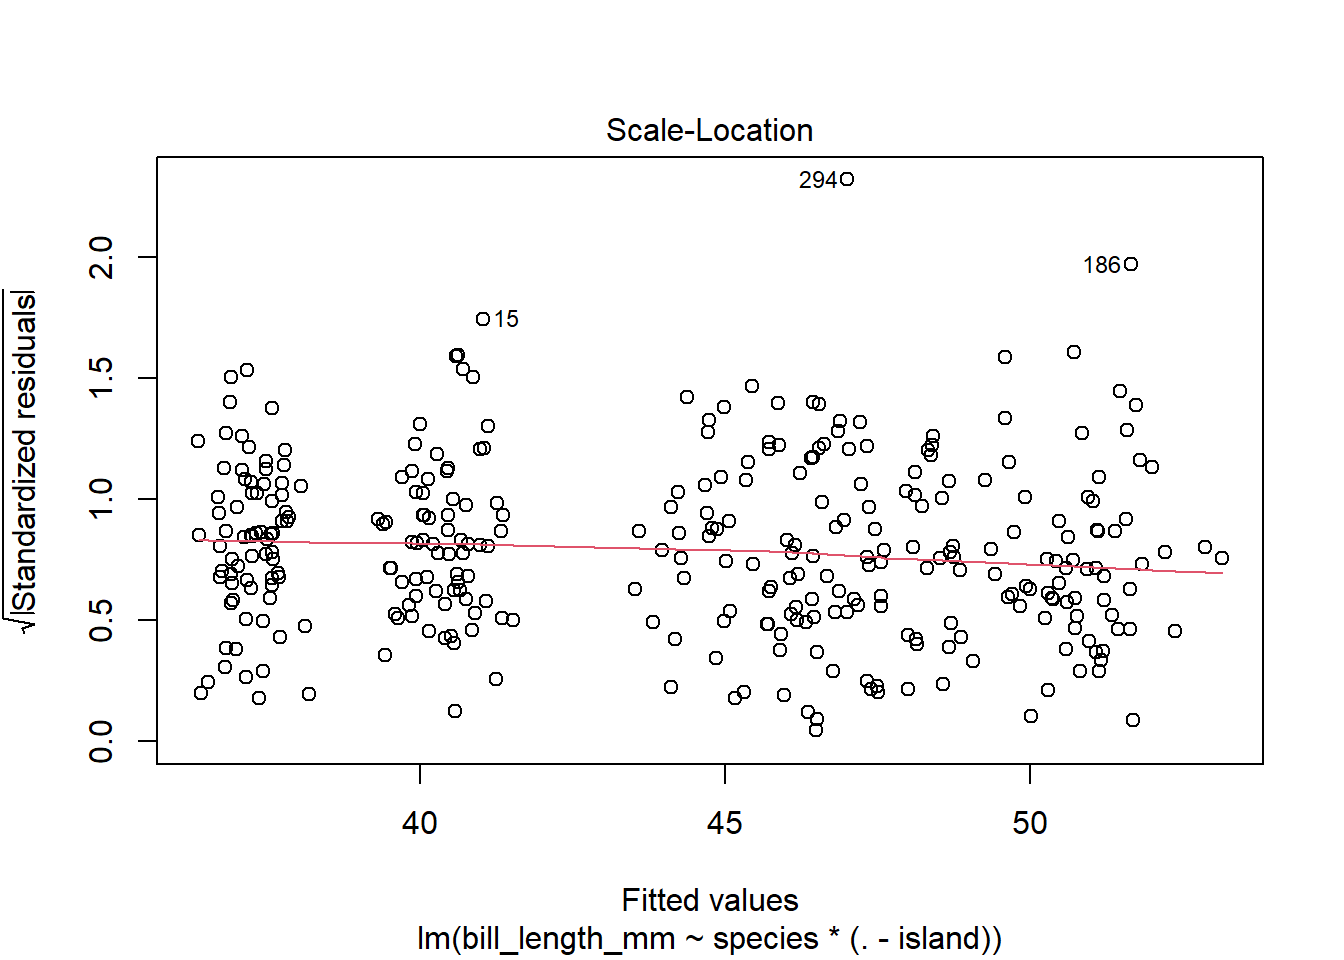 Scale-Location
294
186
15
√|Standardized residuals|
2.0
1.5
1.0
0.5
0.0
40
45
50
Fitted values
lm(bill_length_mm ~ species * (. - island))